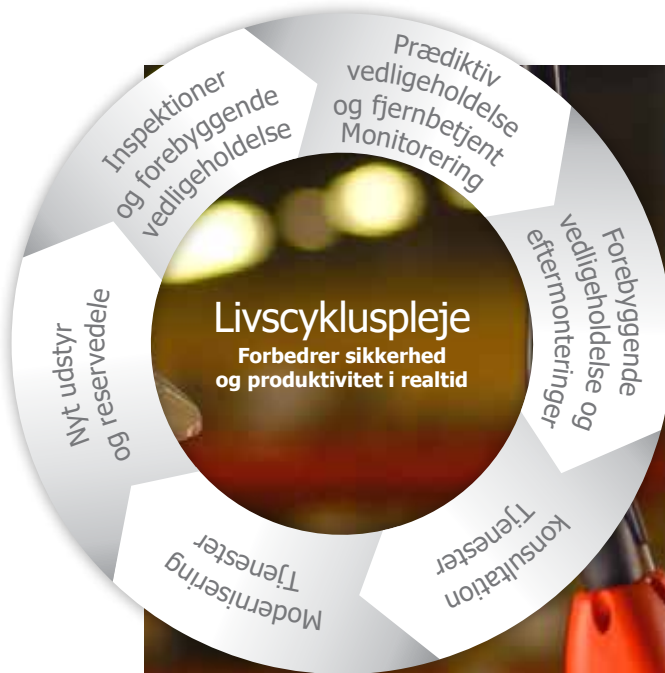 Livscykluspleje
Forbedrer sikkerhed
og produktivitet i realtid
Inspektioner
og forebyggende
vedligeholdelse
Prædiktiv
vedligeholdelse
og fjernbetjent
Monitorering
Forebyggende
vedligeholdelse og
eftermonteringer
konsultation
Tjenester
Modernisering
Tjenester
Nyt udstyr
og reservedele